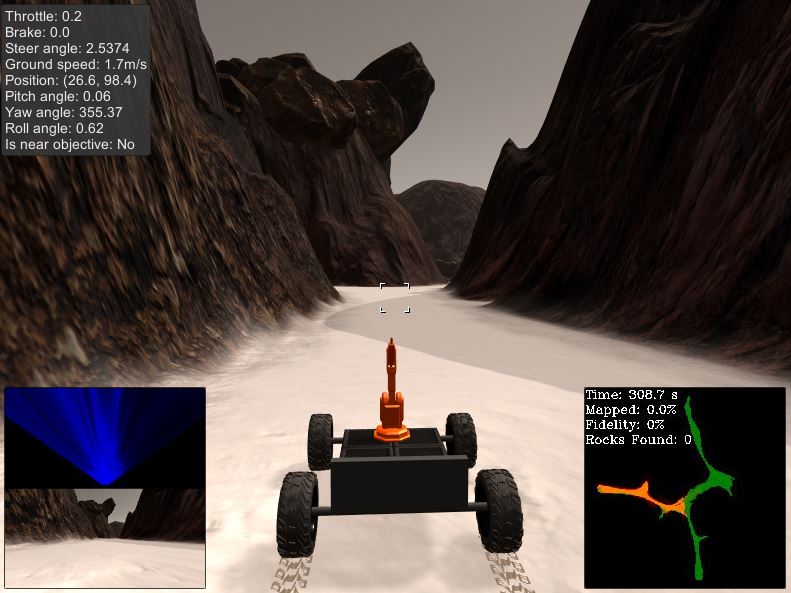 Throttle: 0.2
Brake: 0.0
Steer angle: 2.5374
Ground speed: 1.7m/s
Position: (26.6, 98.4)
Pitch angle: 0.06
Yaw angle: 355.37
Roll angle: 0.62
Is near objective: No
Time: 308.7 s
Mapped: 0.0%
Fidelity: 0%
Rocks Found: 0